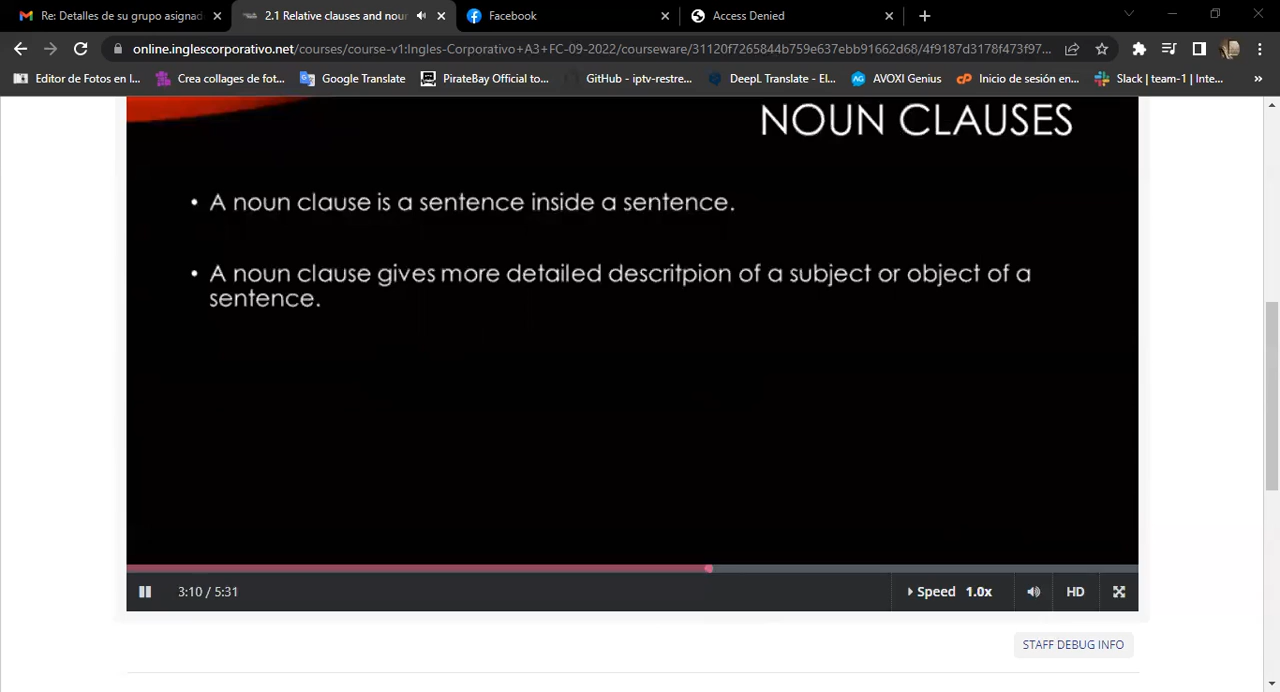 Re: Detalles de su grupo asignad
2.1 Relative clauses and noun
Facebook
Access Denied
online.inglescorporativo.net/courses/course-v1:Ingles-Corporativo+A3+FC-09-2022/courseware/31120f7265844b759e637ebb91662d68/4f9187d3178f473f97...
Editor de Fotos en l...
Crea collages de fot...
Google Translate
PirateBay Official to...
GitHub - iptv-restre...
DeepL Translate - El...
AVOXI Genius
Inicio de sesión en...
Slack | team-1 | Inte...
»
NOUN CLAUSES
• A noun clause is a sentence inside a sentence.
• A noun clause gives more detailed descritpion of a subject or object of a
sentence.
3:10 / 5:31
Speed 1.0x
HD
STAFF DEBUG INFO